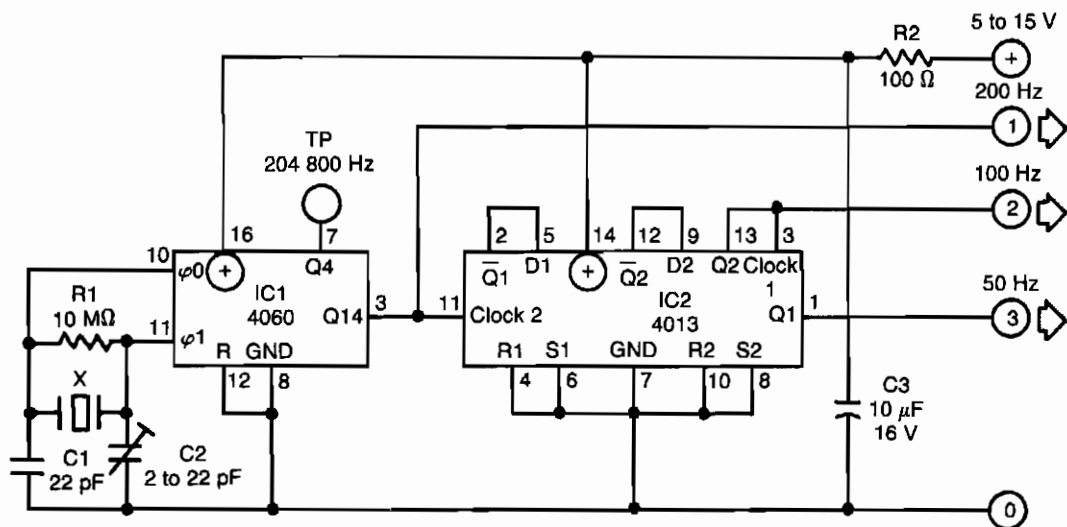 5 to 15 V
R2
+
100 Ω
200 Hz
1
TP
204 800 Hz
100 Hz
2
16
7
2
5
14
12
9
13
3
10
φ0
+
Q4
Q̅1
D1
+
Q̅2
D2
Q2
Clock
1
R1
10 MΩ
IC1
4060
3
11
IC2
4013
1
50 Hz
3
11
φ1
Q14
Clock 2
Q1
R
GND
R1
S1
GND
R2
S2
X
12
8
4
6
7
10
8
C3
10 μF
16 V
C1
22 pF
C2
2 to 22 pF
0